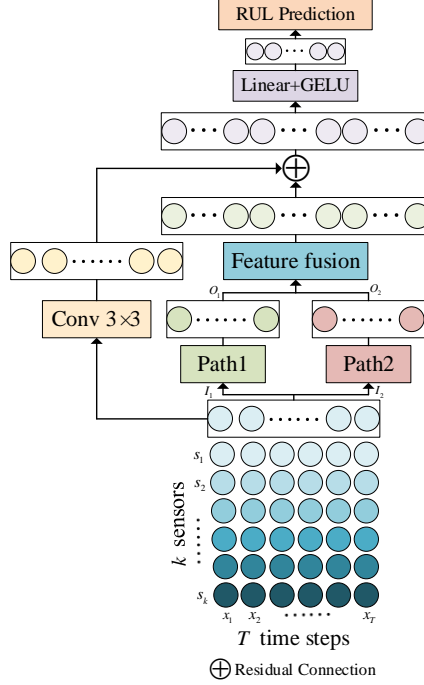 RUL Prediction
Linear+GELU
Feature fusion
O1 O2
Conv 3×3
Path1 Path2
I1 I2
s1
s2
k sensors
sk
x1 x2 ...... xT
T time steps
⊕ Residual Connection